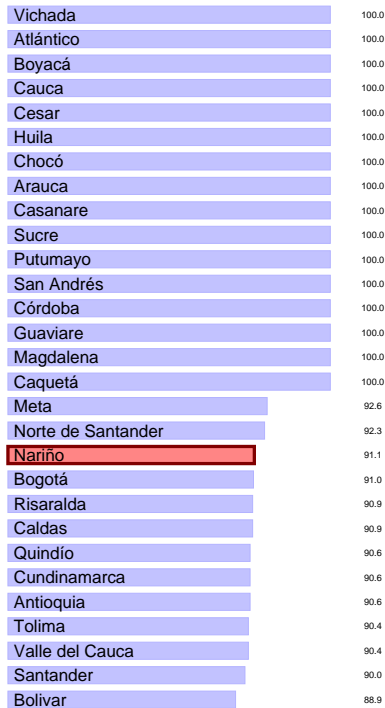 Vichada 100.0
Atlántico 100.0
Boyacá 100.0
Cauca 100.0
Cesar 100.0
Huila 100.0
Chocó 100.0
Arauca 100.0
Casanare 100.0
Sucre 100.0
Putumayo 100.0
San Andrés 100.0
Córdoba 100.0
Guaviare 100.0
Magdalena 100.0
Caquetá 100.0
Meta 92.6
Norte de Santander 92.3
Nariño 91.1
Bogotá 91.0
Risaralda 90.9
Caldas 90.9
Quindío 90.6
Cundinamarca 90.6
Antioquia 90.6
Tolima 90.4
Valle del Cauca 90.4
Santander 90.0
Bolivar 88.9